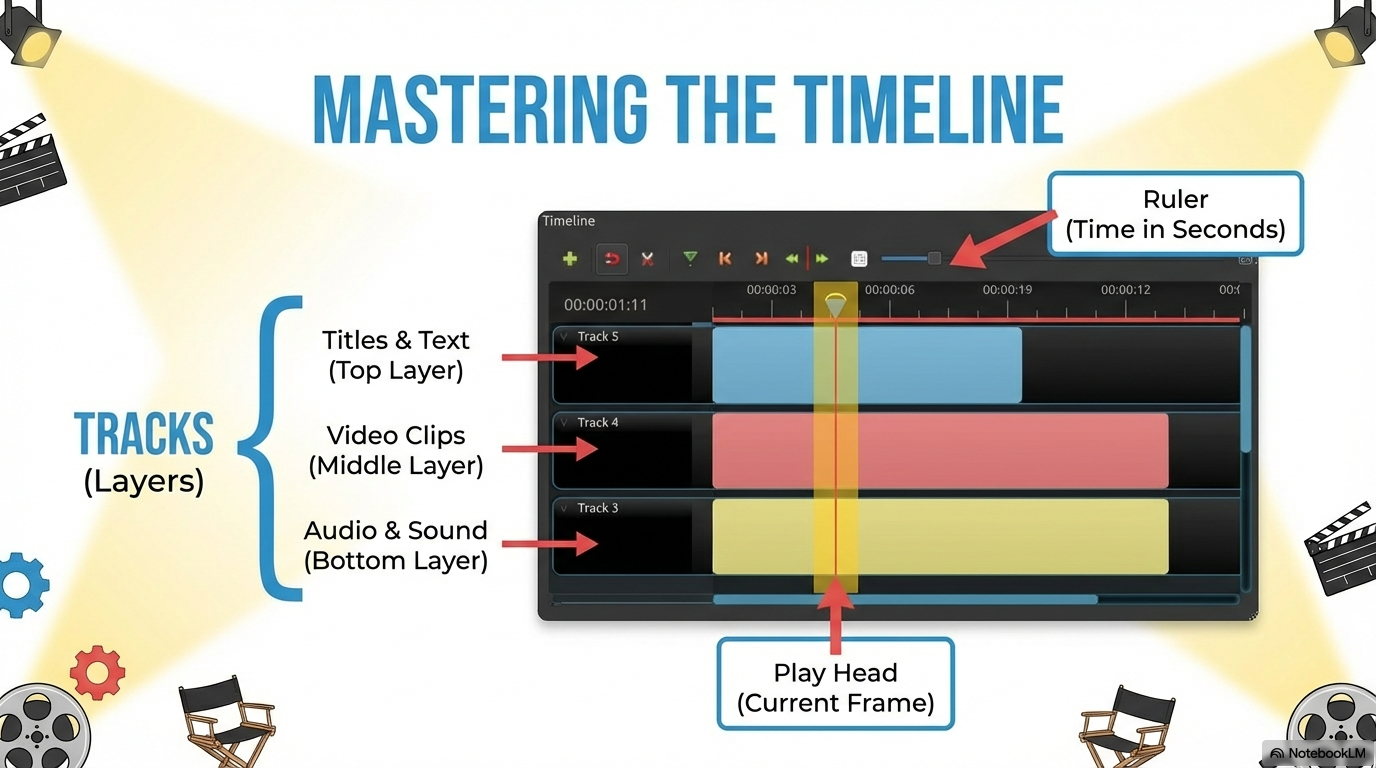 MASTERING THE TIMELINE
Ruler
(Time in Seconds)
Timeline
00:00:01:11
00:00:03
00:00:06
00:00:19
00:00:12
Track 5
Track 4
Track 3
TRACKS
(Layers)
Titles & Text
(Top Layer)
Video Clips
(Middle Layer)
Audio & Sound
(Bottom Layer)
Play Head
(Current Frame)
NotebookLM